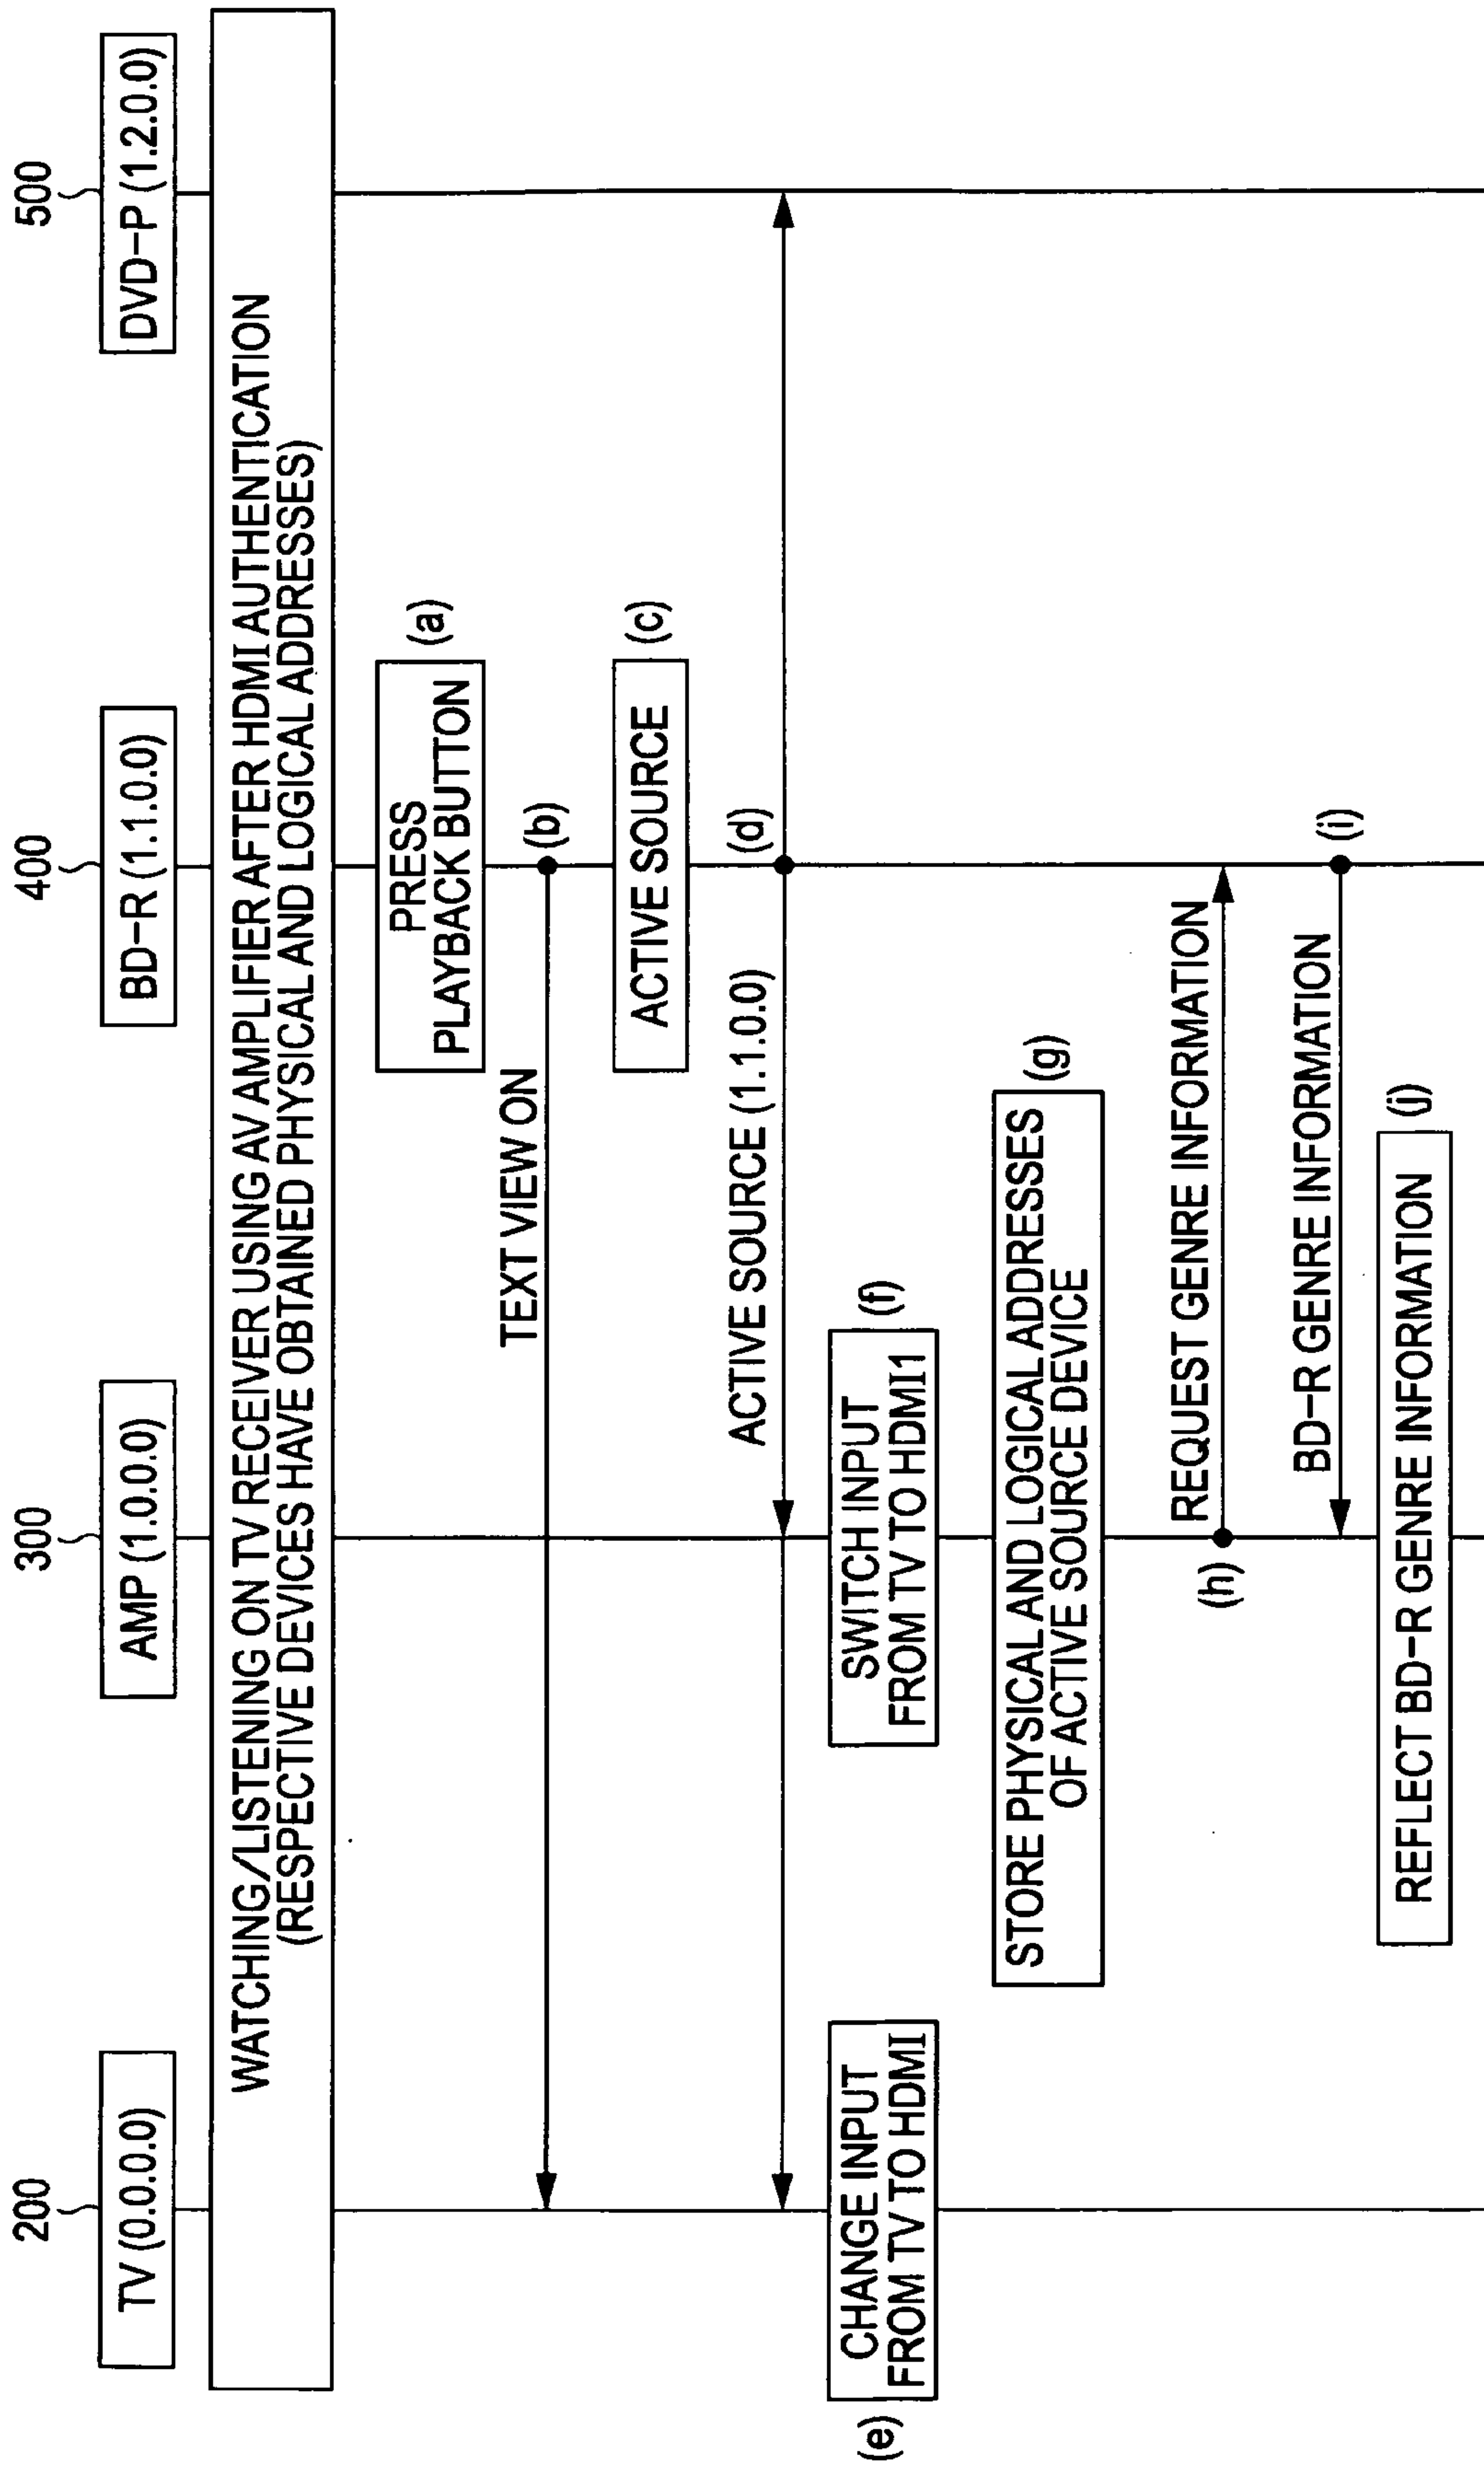 200
300
400
500
TV (0.0.0.0)
AMP (1.0.0.0)
BD-R (1.1.0.0)
DVD-P (1.2.0.0)
WATCHING/LISTENING ON TV RECEIVER USING AV AMPLIFIER AFTER HDMI AUTHENTICATION
(RESPECTIVE DEVICES HAVE OBTAINED PHYSICAL AND LOGICAL ADDRESSES)
PRESS
PLAYBACK BUTTON
(a)
TEXT VIEW ON
(b)
ACTIVE SOURCE
(c)
ACTIVE SOURCE (1.1.0.0)
(d)
(e)
CHANGE INPUT
FROM TV TO HDMI
SWITCH INPUT
FROM TV TO HDMI1
(f)
STORE PHYSICAL AND LOGICAL ADDRESSES
OF ACTIVE SOURCE DEVICE
(g)
(h)
REQUEST GENRE INFORMATION
BD-R GENRE INFORMATION
(i)
REFLECT BD-R GENRE INFORMATION
(j)